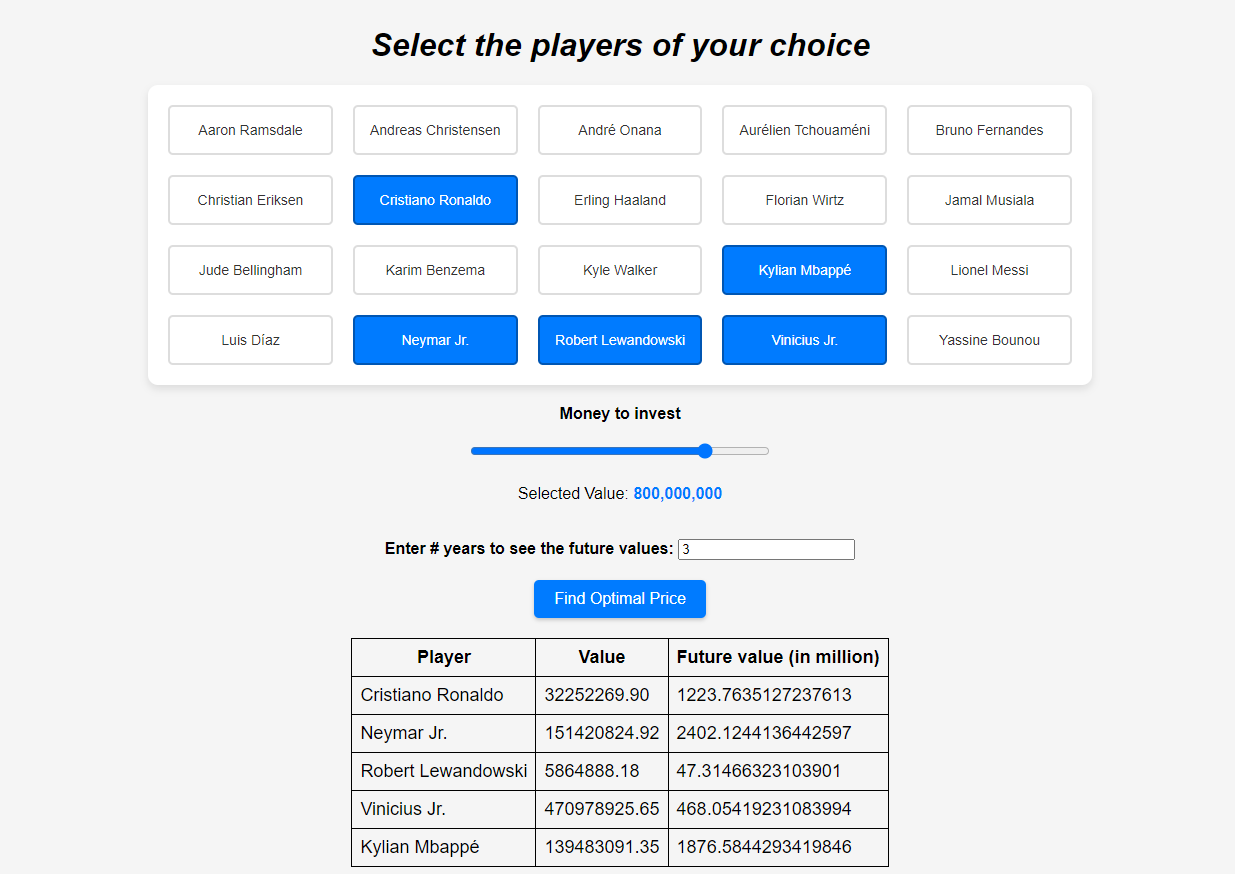 Select the players of your choice
Aaron Ramsdale Andreas Christensen André Onana Aurélien Tchouaméni Bruno Fernandes
Christian Eriksen Cristiano Ronaldo Erling Haaland Florian Wirtz Jamal Musiala
Jude Bellingham Karim Benzema Kyle Walker Kylian Mbappé Lionel Messi
Luis Díaz Neymar Jr. Robert Lewandowski Vinicius Jr. Yassine Bounou
Money to invest
Selected Value: 800,000,000
Enter # years to see the future values: 3
Find Optimal Price
Player Value Future value (in million)
Cristiano Ronaldo 32252269.90 1223.7635127237613
Neymar Jr. 151420824.92 2402.1244136442597
Robert Lewandowski 5864888.18 47.31466323103901
Vinicius Jr. 470978925.65 468.05419231083994
Kylian Mbappé 139483091.35 1876.5844293419846